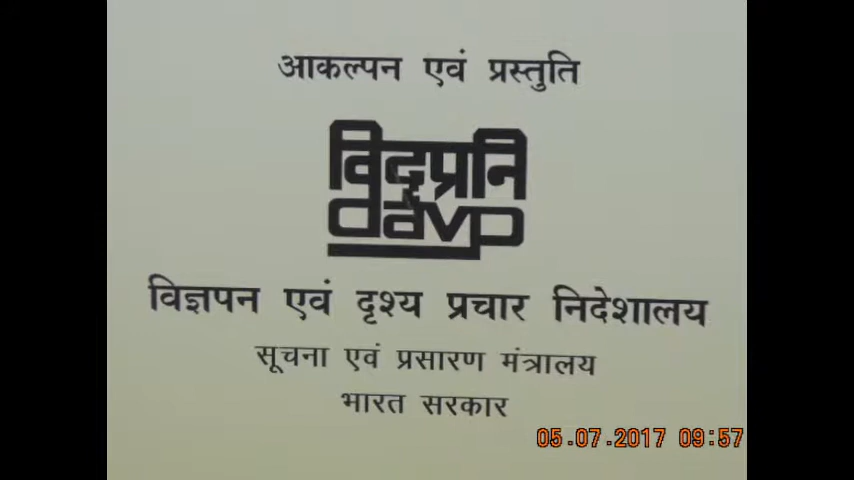 आकल्पन एवं प्रस्तुति
विदृप्रनि
davp
विज्ञपन एवं दृश्य प्रचार निदेशालय
सूचना एवं प्रसारण मंत्रालय
भारत सरकार
05.07.2017 09:57